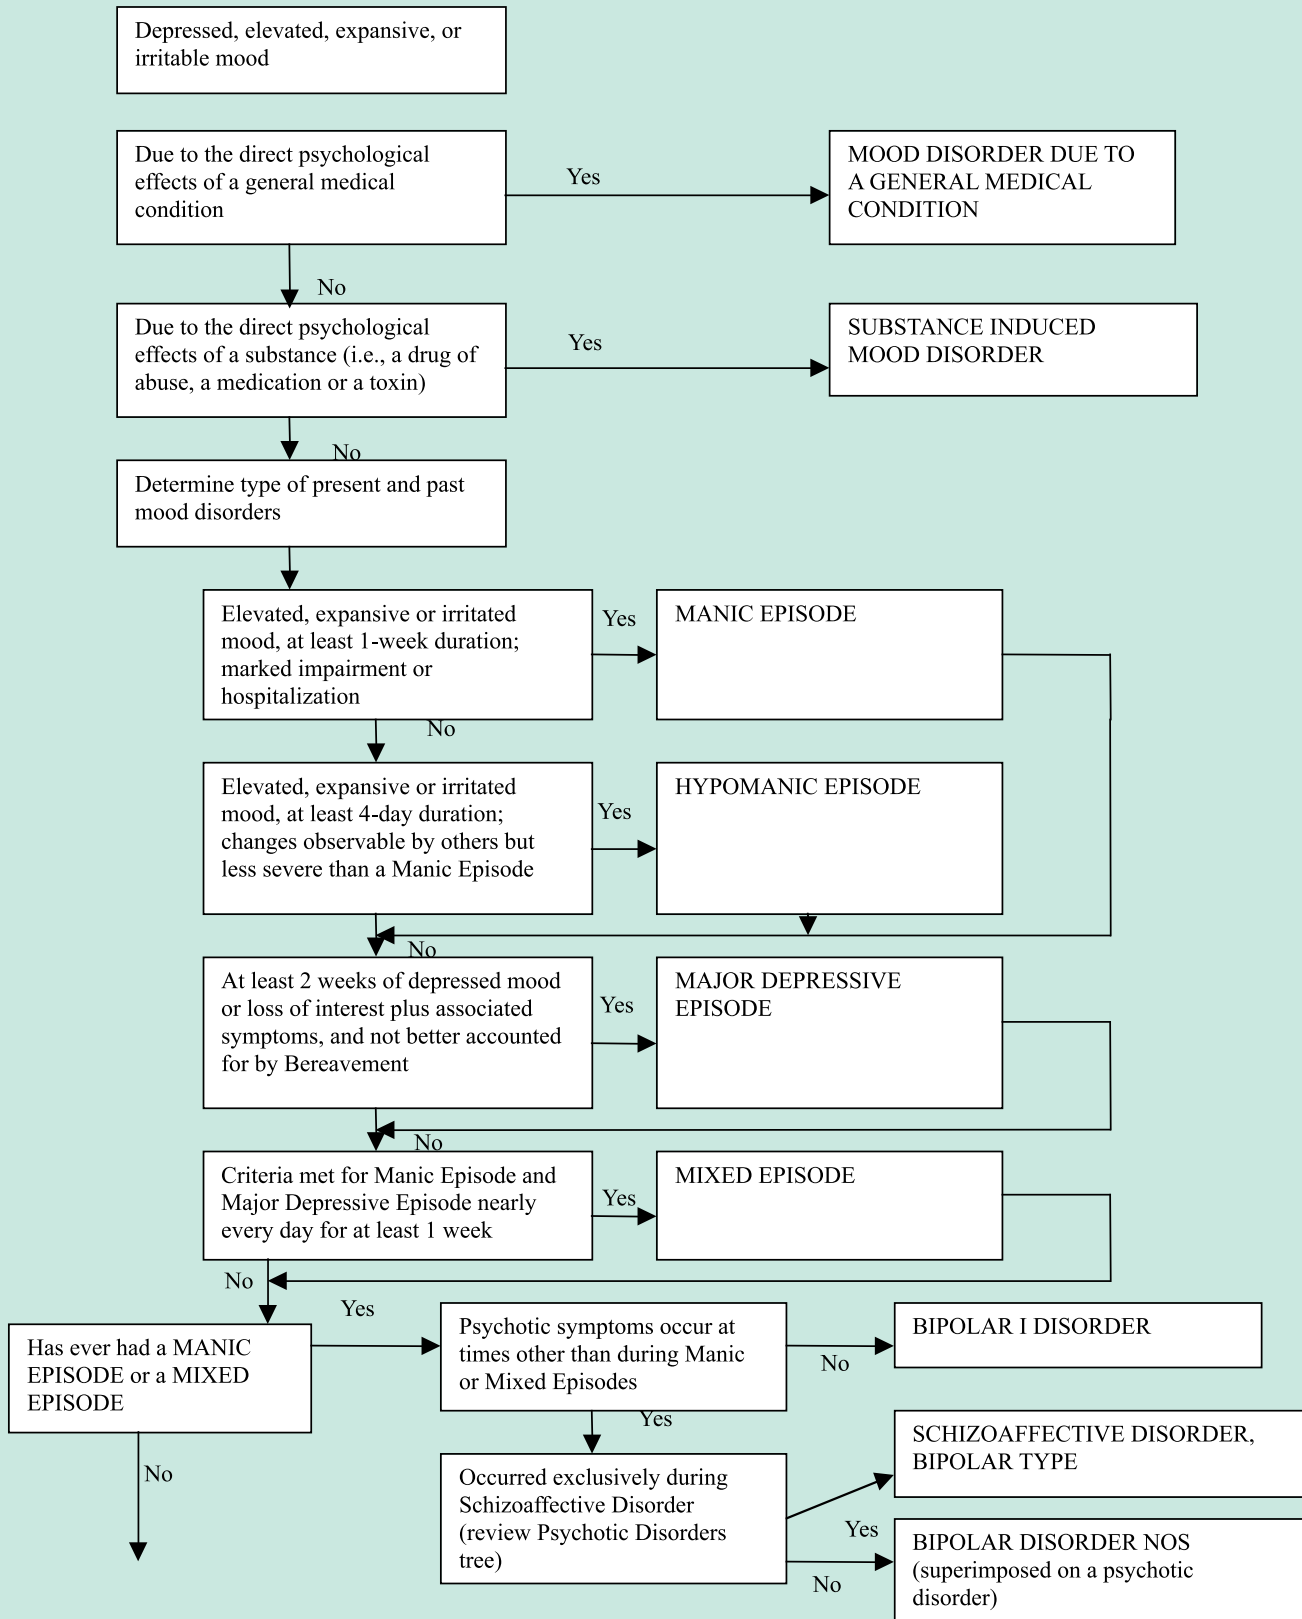 Depressed, elevated, expansive, or
irritable mood
Due to the direct psychological
effects of a general medical
condition
Yes
MOOD DISORDER DUE TO
A GENERAL MEDICAL
CONDITION
No
Due to the direct psychological
effects of a substance (i.e., a drug of
abuse, a medication or a toxin)
Yes
SUBSTANCE INDUCED
MOOD DISORDER
No
Determine type of present and past
mood disorders
Elevated, expansive or irritated
mood, at least 1-week duration;
marked impairment or
hospitalization
Yes
MANIC EPISODE
No
Elevated, expansive or irritated
mood, at least 4-day duration;
changes observable by others but
less severe than a Manic Episode
Yes
HYPOMANIC EPISODE
No
At least 2 weeks of depressed mood
or loss of interest plus associated
symptoms, and not better accounted
for by Bereavement
Yes
MAJOR DEPRESSIVE
EPISODE
No
Criteria met for Manic Episode and
Major Depressive Episode nearly
every day for at least 1 week
Yes
MIXED EPISODE
No
Has ever had a MANIC
EPISODE or a MIXED
EPISODE
Yes
Psychotic symptoms occur at
times other than during Manic
or Mixed Episodes
No
BIPOLAR I DISORDER
Yes
No
Occurred exclusively during
Schizoaffective Disorder
(review Psychotic Disorders
tree)
SCHIZOAFFECTIVE DISORDER,
BIPOLAR TYPE
Yes
No
BIPOLAR DISORDER NOS
(superimposed on a psychotic
disorder)